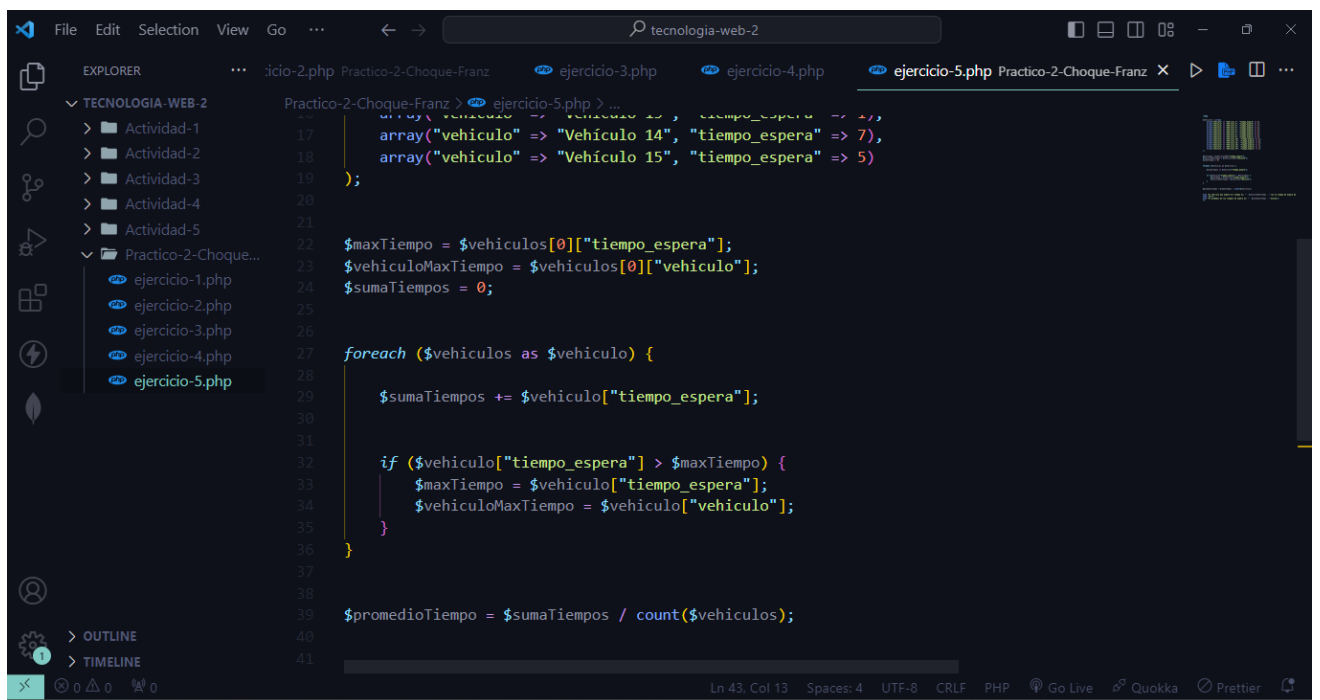 File Edit Selection View Go ··· ← → tecnologia-web-2
EXPLORER ···
TECNOLOGIA-WEB-2
Actividad-1
Actividad-2
Actividad-3
Actividad-4
Actividad-5
Practico-2-Choque...
ejercicio-1.php
ejercicio-2.php
ejercicio-3.php
ejercicio-4.php
ejercicio-5.php
OUTLINE
TIMELINE
1
icio-2.php Practico-2-Choque-Franz ejercicio-3.php ejercicio-4.php ejercicio-5.php Practico-2-Choque-Franz
Practico-2-Choque-Franz > ejercicio-5.php > ...
17 array("vehiculo" => "Vehículo 14", "tiempo_espera" => 7),
18 array("vehiculo" => "Vehículo 15", "tiempo_espera" => 5)
19 );
20
21
22 $maxTiempo = $vehiculos[0]["tiempo_espera"];
23 $vehiculoMaxTiempo = $vehiculos[0]["vehiculo"];
24 $sumaTiempos = 0;
25
26
27 foreach ($vehiculos as $vehiculo) {
28
29 $sumaTiempos += $vehiculo["tiempo_espera"];
30
31
32 if ($vehiculo["tiempo_espera"] > $maxTiempo) {
33 $maxTiempo = $vehiculo["tiempo_espera"];
34 $vehiculoMaxTiempo = $vehiculo["vehiculo"];
35 }
36 }
37
38
39 $promedioTiempo = $sumaTiempos / count($vehiculos);
40
41
0 0 0 Ln 43, Col 13 Spaces: 4 UTF-8 CRLF PHP Go Live Quokka Prettier